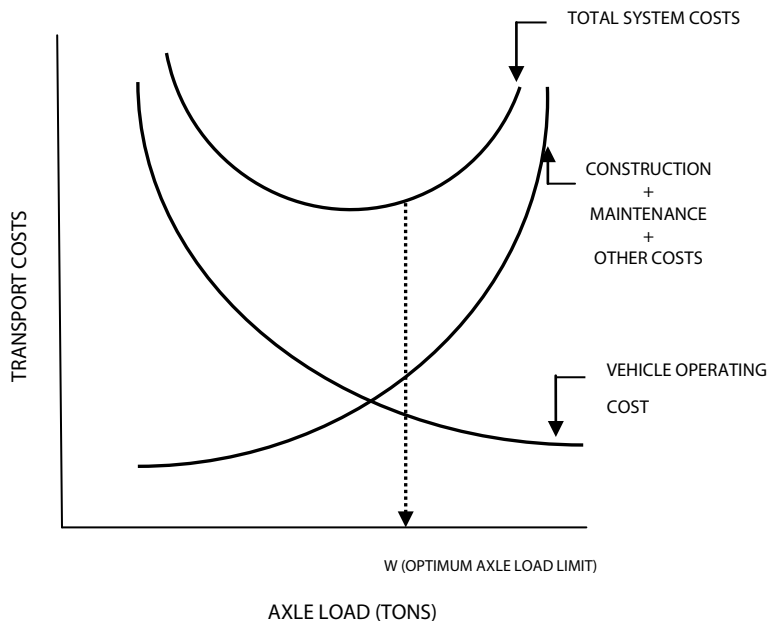 TOTAL SYSTEM COSTS
CONSTRUCTION
+
MAINTENANCE
+
OTHER COSTS
TRANSPORT COSTS
VEHICLE OPERATING
COST
W (OPTIMUM AXLE LOAD LIMIT)
AXLE LOAD (TONS)